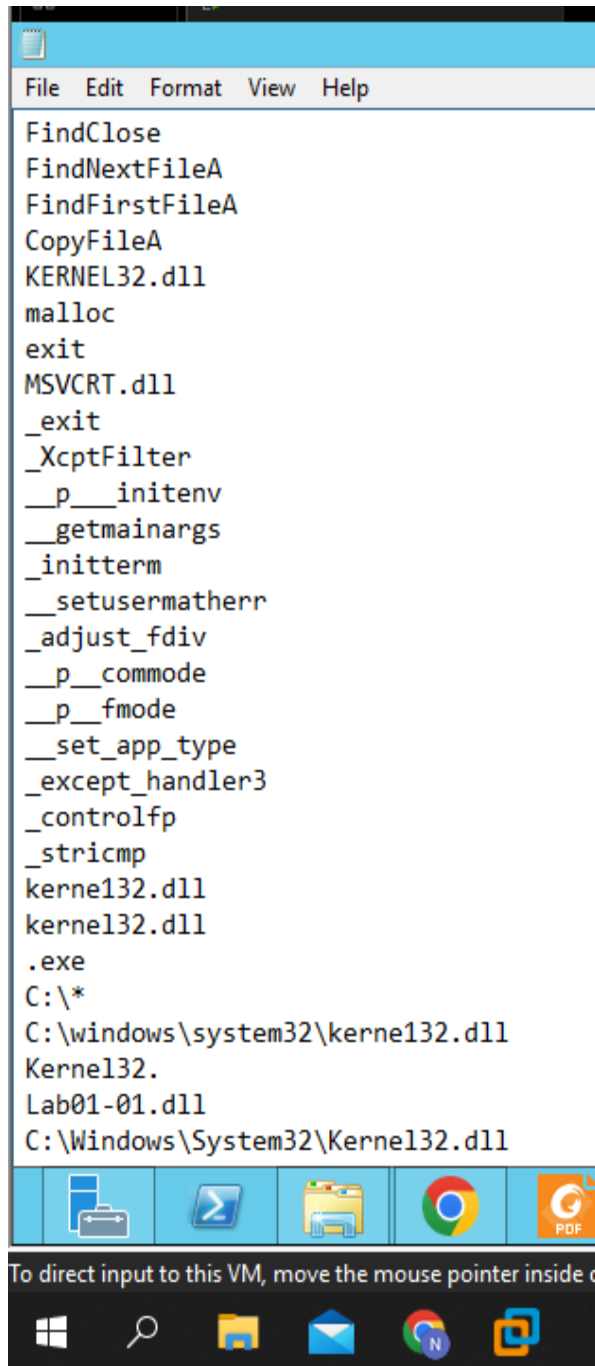 File Edit Format View Help
FindClose
FindNextFileA
FindFirstFileA
CopyFileA
KERNEL32.dll
malloc
exit
MSVCRT.dll
_exit
_XcptFilter
__p___initenv
__getmainargs
_initterm
__setusermatherr
_adjust_fdiv
__p__commode
__p__fmode
__set_app_type
_except_handler3
_controlfp
_stricmp
kerne132.dll
kernel32.dll
.exe
C:\*
C:\windows\system32\kerne132.dll
Kernel32.
Lab01-01.dll
C:\Windows\System32\Kernel32.dll
PDF
To direct input to this VM, move the mouse pointer inside
N